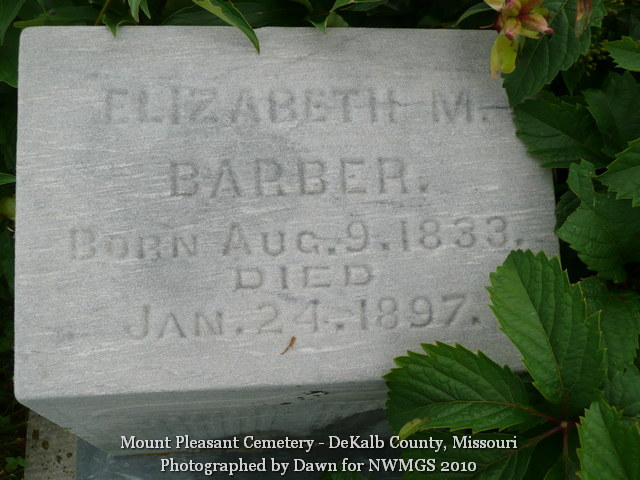 ELIZABETH M.
BARBER.
BORN AUG. 9. 1833.
DIED
JAN. 24. 1897.
Mount Pleasant Cemetery - DeKalb County, Missouri
Photographed by Dawn for NWMGS 2010